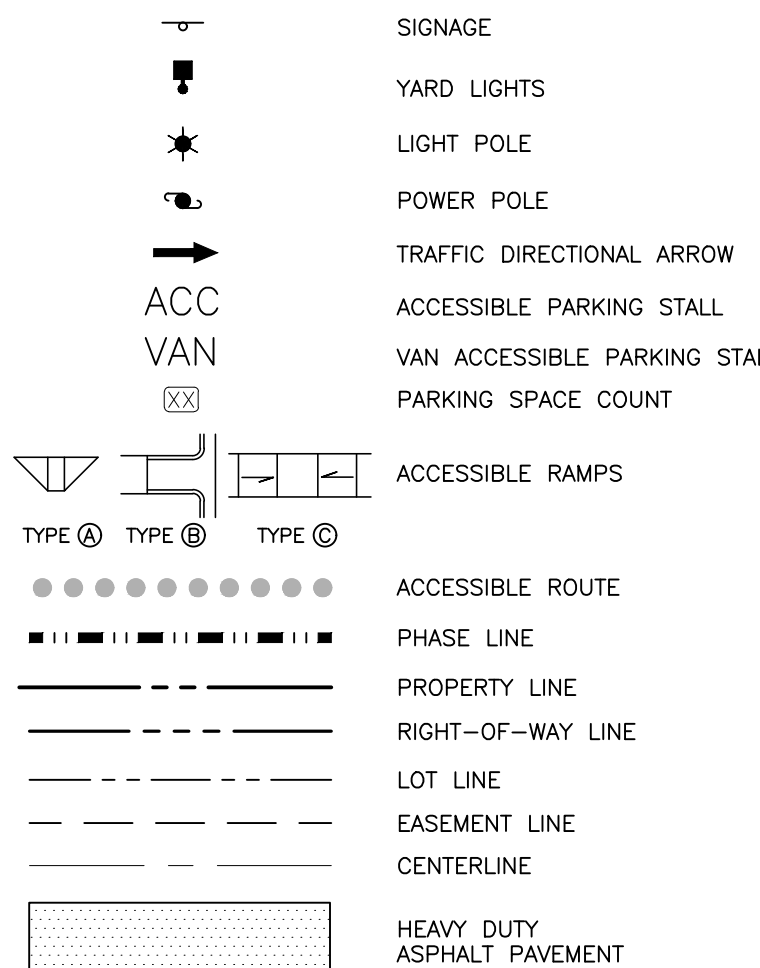 SIGNAGE
YARD LIGHTS
LIGHT POLE
POWER POLE
TRAFFIC DIRECTIONAL ARROW
ACC ACCESSIBLE PARKING STALL
VAN VAN ACCESSIBLE PARKING
XX PARKING SPACE COUNT
ACCESSIBLE RAMPS
TYPE A TYPE B TYPE C
ACCESSIBLE ROUTE
PHASE LINE
PROPERTY LINE
RIGHT-OF-WAY LINE
LOT LINE
EASEMENT LINE
CENTERLINE
HEAVY DUTY
ASPHALT PAVEMENT